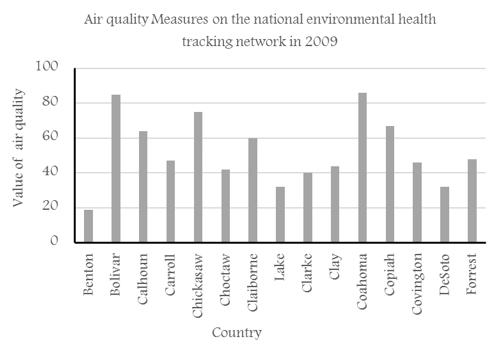 Air quality Measures on the national environmental health
tracking network in 2009
Value of air quality
100
80
60
40
20
0
Benton
Bolivar
Calhoun
Carroll
Chickasaw
Choctaw
Claiborne
Lake
Clarke
Clay
Coahoma
Copiah
Covington
DeSoto
Forrest
Country